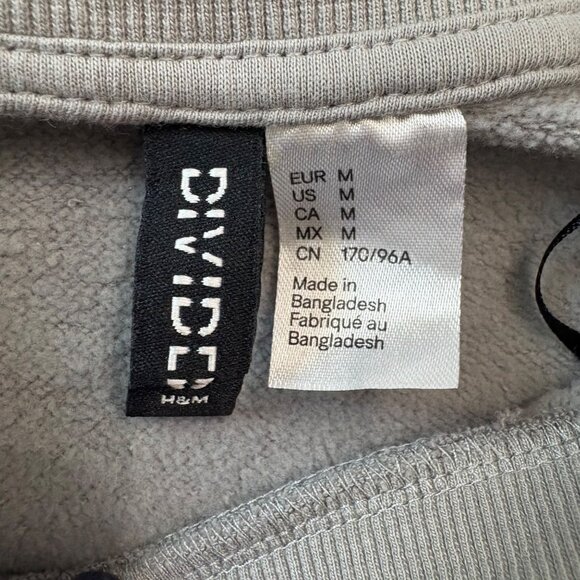 DIVIDED
H&M
EUR M
US M
CA M
MX M
CN 170/96A
Made in
Bangladesh
Fabriqué au
Bangladesh